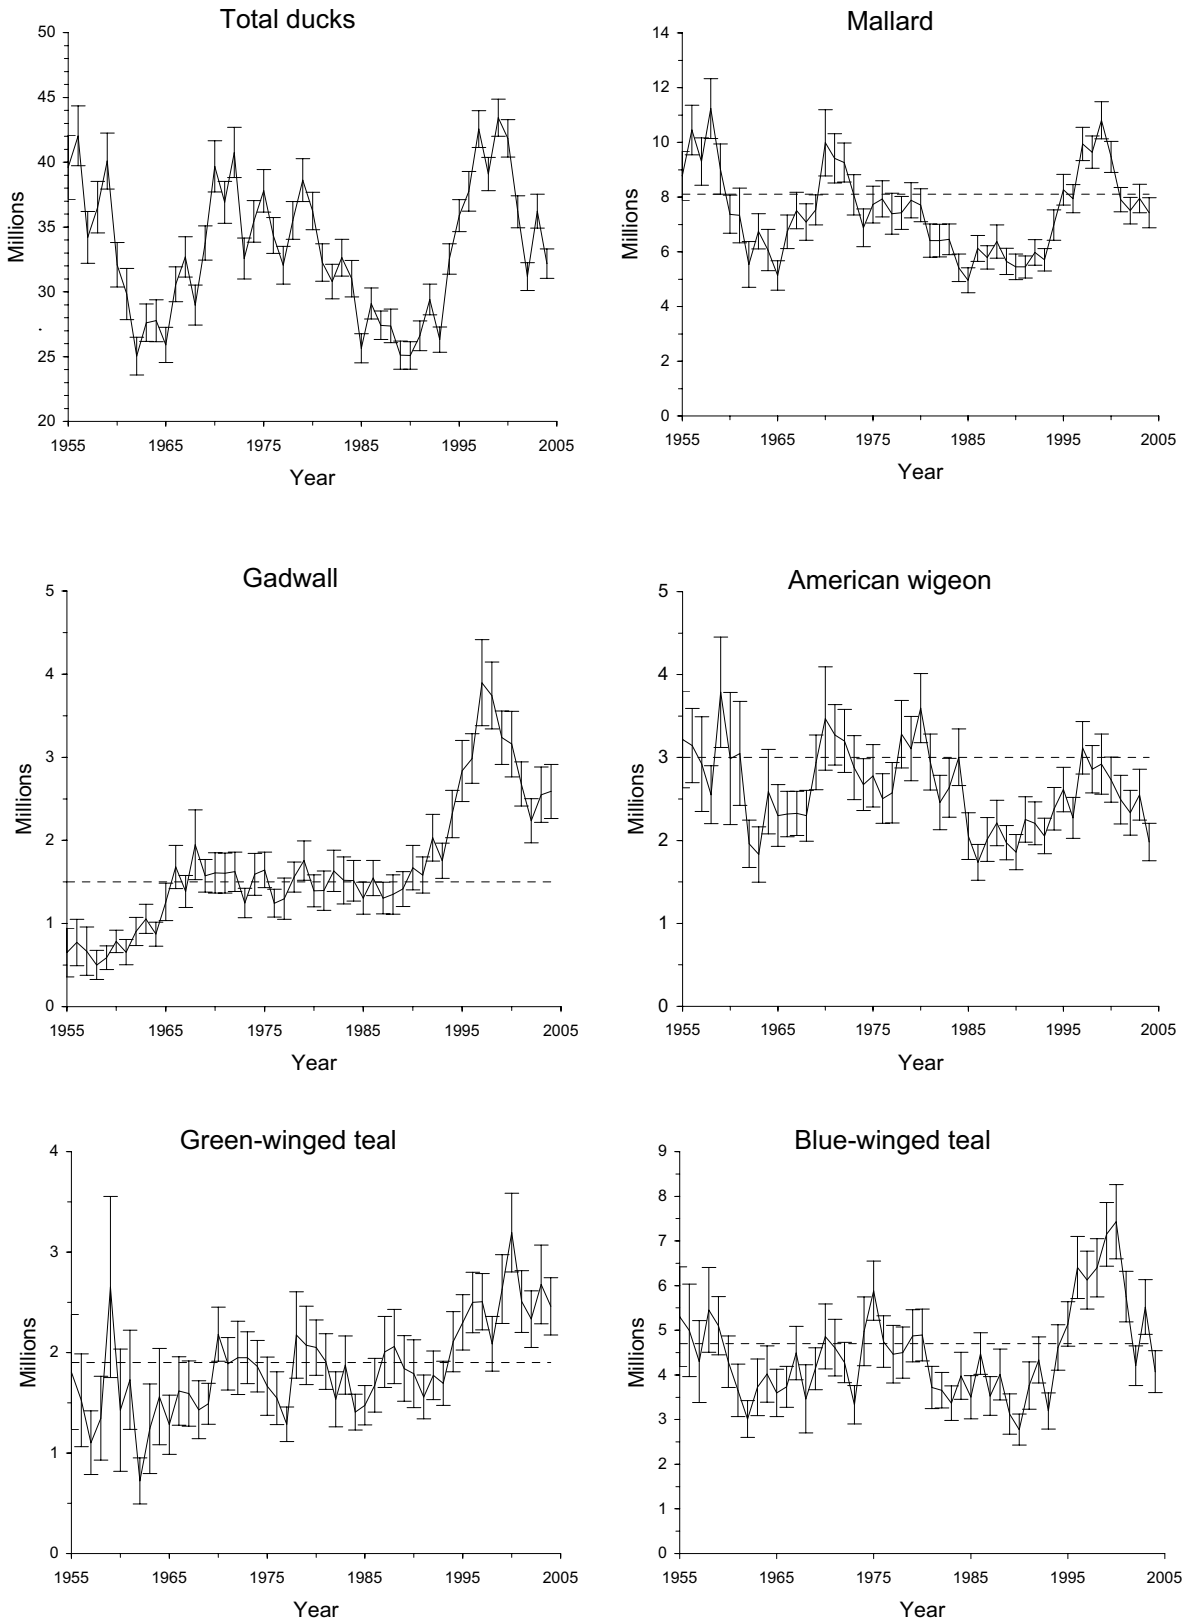 Total ducks
50
45
40
35
30
25
20
Millions
1955 1965 1975 1985 1995 2005
Year
Mallard
14
12
10
8
6
4
2
0
Millions
1955 1965 1975 1985 1995 2005
Year
Gadwall
5
4
3
2
1
0
Millions
1955 1965 1975 1985 1995 2005
Year
American wigeon
5
4
3
2
1
0
Millions
1955 1965 1975 1985 1995 2005
Year
Green-winged teal
4
3
2
1
0
Millions
1955 1965 1975 1985 1995 2005
Year
Blue-winged teal
9
8
7
6
5
4
3
2
1
0
Millions
1955 1965 1975 1985 1995 2005
Year